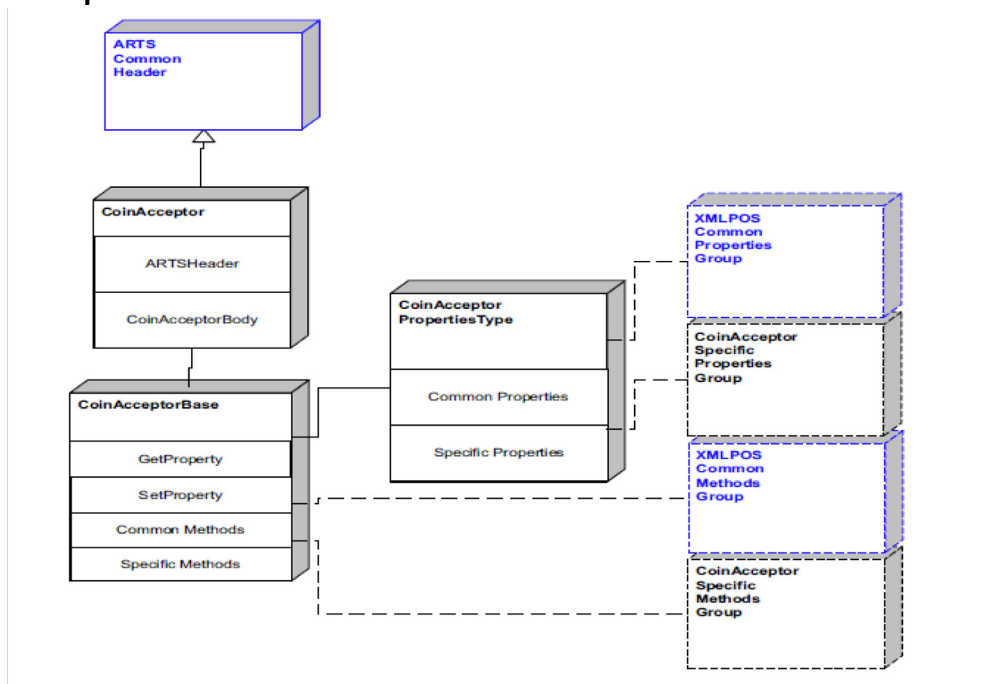 ARTS
Common
Header
CoinAcceptor
ARTSHeader
CoinAcceptorBody
CoinAcceptorBase
GetProperty
SetProperty
Common Methods
Specific Methods
CoinAcceptor
PropertiesType
Common Properties
Specific Properties
XMLPOS
Common
Properties
Group
CoinAcceptor
Specific
Properties
Group
XMLPOS
Common
Methods
Group
CoinAcceptor
Specific
Methods
Group